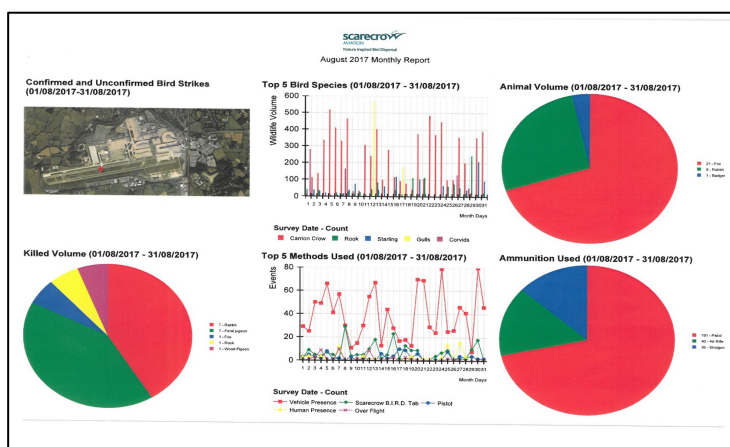 scarecrow
AVIATION
Nature Inspired Bird Dispersal
August 2017 Monthly Report
Confirmed and Unconfirmed Bird Strikes
(01/08/2017-31/08/2017)
Top 5 Bird Species (01/08/2017 - 31/08/2017)
Wildlife Volume
600
500
400
300
200
100
0
1 2 3 4 5 6 7 8 9 10 11 12 13 14 15 16 17 18 19 20 21 22 23 24 25 26 27 28 29 30 31
Month Days
Survey Date - Count
Carrion Crow Rook Starling Gulls Corvids
Animal Volume (01/08/2017 - 31/08/2017)
21 - Fox
- Rabbit
1 - Badger
Killed Volume (01/08/2017 - 31/08/2017)
7 - Rabbit
- Feral pigeon
1 - Fox
1 - Rook
1 - Wood Pigeon
Top 5 Methods Used (01/08/2017 - 31/08/2017)
Events
80
60
40
20
0
1 2 3 4 5 6 7 8 9 10 11 12 13 14 15 16 17 18 19 20 21 22 23 24 25 26 27 28 29 30 31
Month Days
Survey Date - Count
Vehicle Presence Scarecrow B.I.R.D. Tab Pistol
Human Presence Over Flight
Ammunition Used (01/08/2017 - 31/08/2017)
- Pistol
40 - Air Rifle
- Shotgun